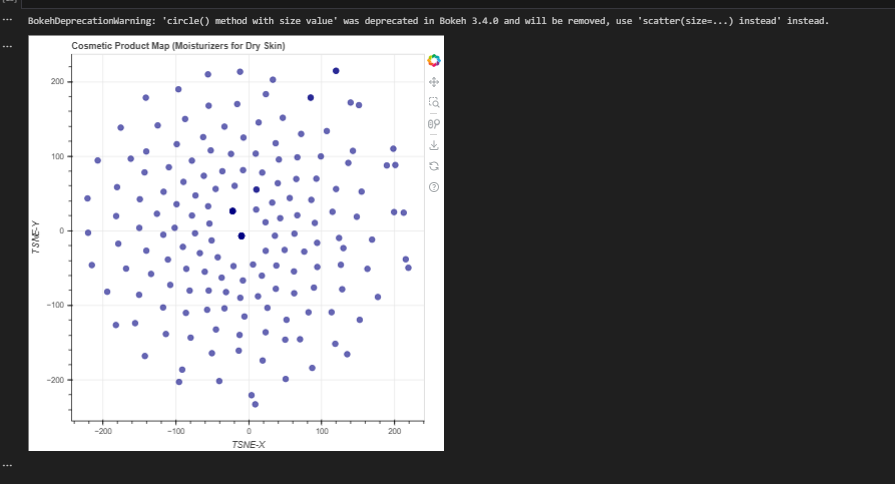 BokehDeprecationWarning: 'circle() method with size value' was deprecated in Bokeh 3.4.0 and will be removed, use 'scatter(size=...) instead' instead.
Cosmetic Product Map (Moisturizers for Dry Skin)
200
100
0
−100
−200
TSNE-Y
−200
−100
0
100
200
TSNE-X